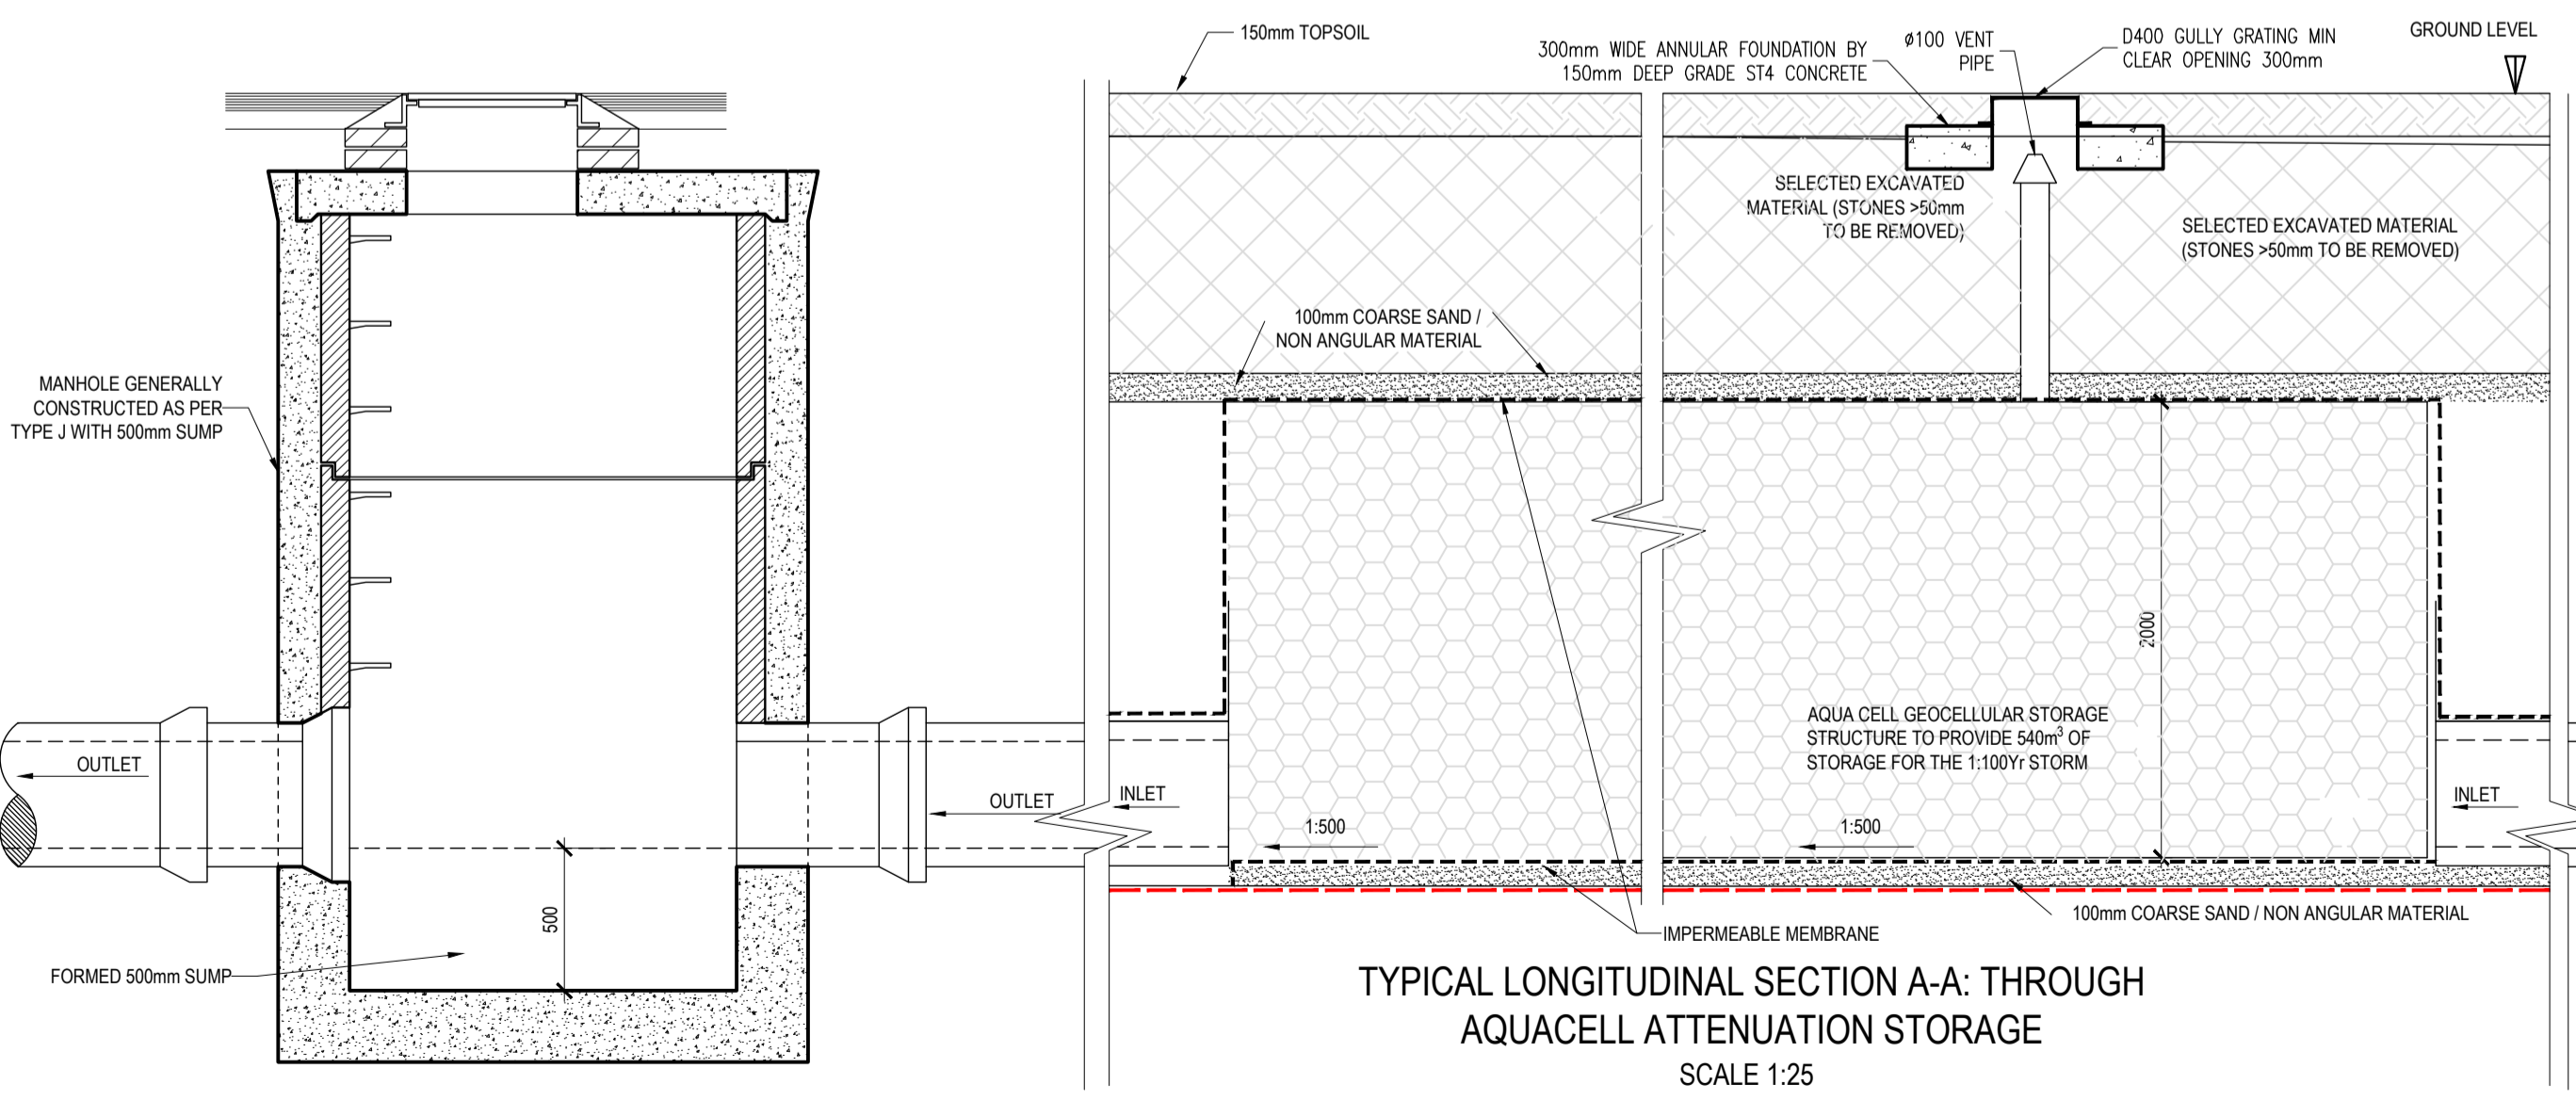 150mm TOPSOIL
300mm WIDE ANNULAR FOUNDATION BY
150mm DEEP GRADE ST4 CONCRETE
ø100 VENT
PIPE
D400 GULLY GRATING MIN
CLEAR OPENING 300mm
GROUND LEVEL
SELECTED EXCAVATED
MATERIAL (STONES >50mm
TO BE REMOVED)
SELECTED EXCAVATED MATERIAL
(STONES >50mm TO BE REMOVED)
100mm COARSE SAND /
NON ANGULAR MATERIAL
MANHOLE GENERALLY
CONSTRUCTED AS PER
TYPE J WITH 500mm SUMP
2000
AQUA CELL GEOCELLULAR STORAGE
STRUCTURE TO PROVIDE 540m³ OF
STORAGE FOR THE 1:100Yr STORM
OUTLET
OUTLET
INLET
INLET
1:500
1:500
500
FORMED 500mm SUMP
100mm COARSE SAND / NON ANGULAR MATERIAL
IMPERMEABLE MEMBRANE
TYPICAL LONGITUDINAL SECTION A-A: THROUGH
AQUACELL ATTENUATION STORAGE
SCALE 1:25